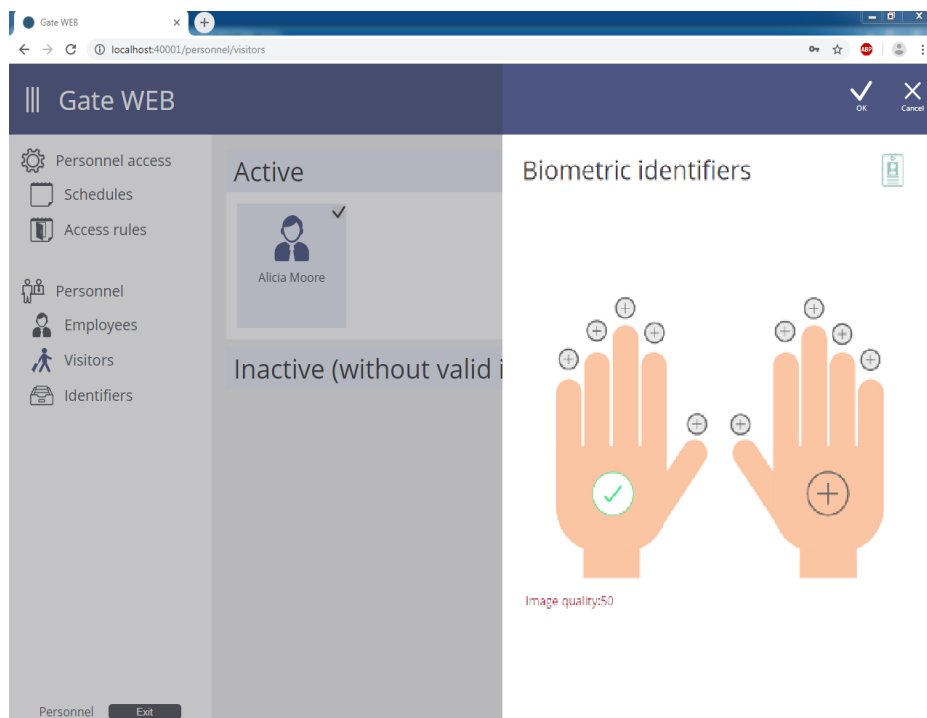 Gate WEB
localhost:40001/personnel/visitors
ABP
Gate WEB
OK
Cancel
Personnel access
Schedules
Access rules
Personnel
Employees
Visitors
Identifiers
Active
Alicia Moore
Inactive (without valid i
Biometric identifiers
Image quality:50
Personnel
Exit